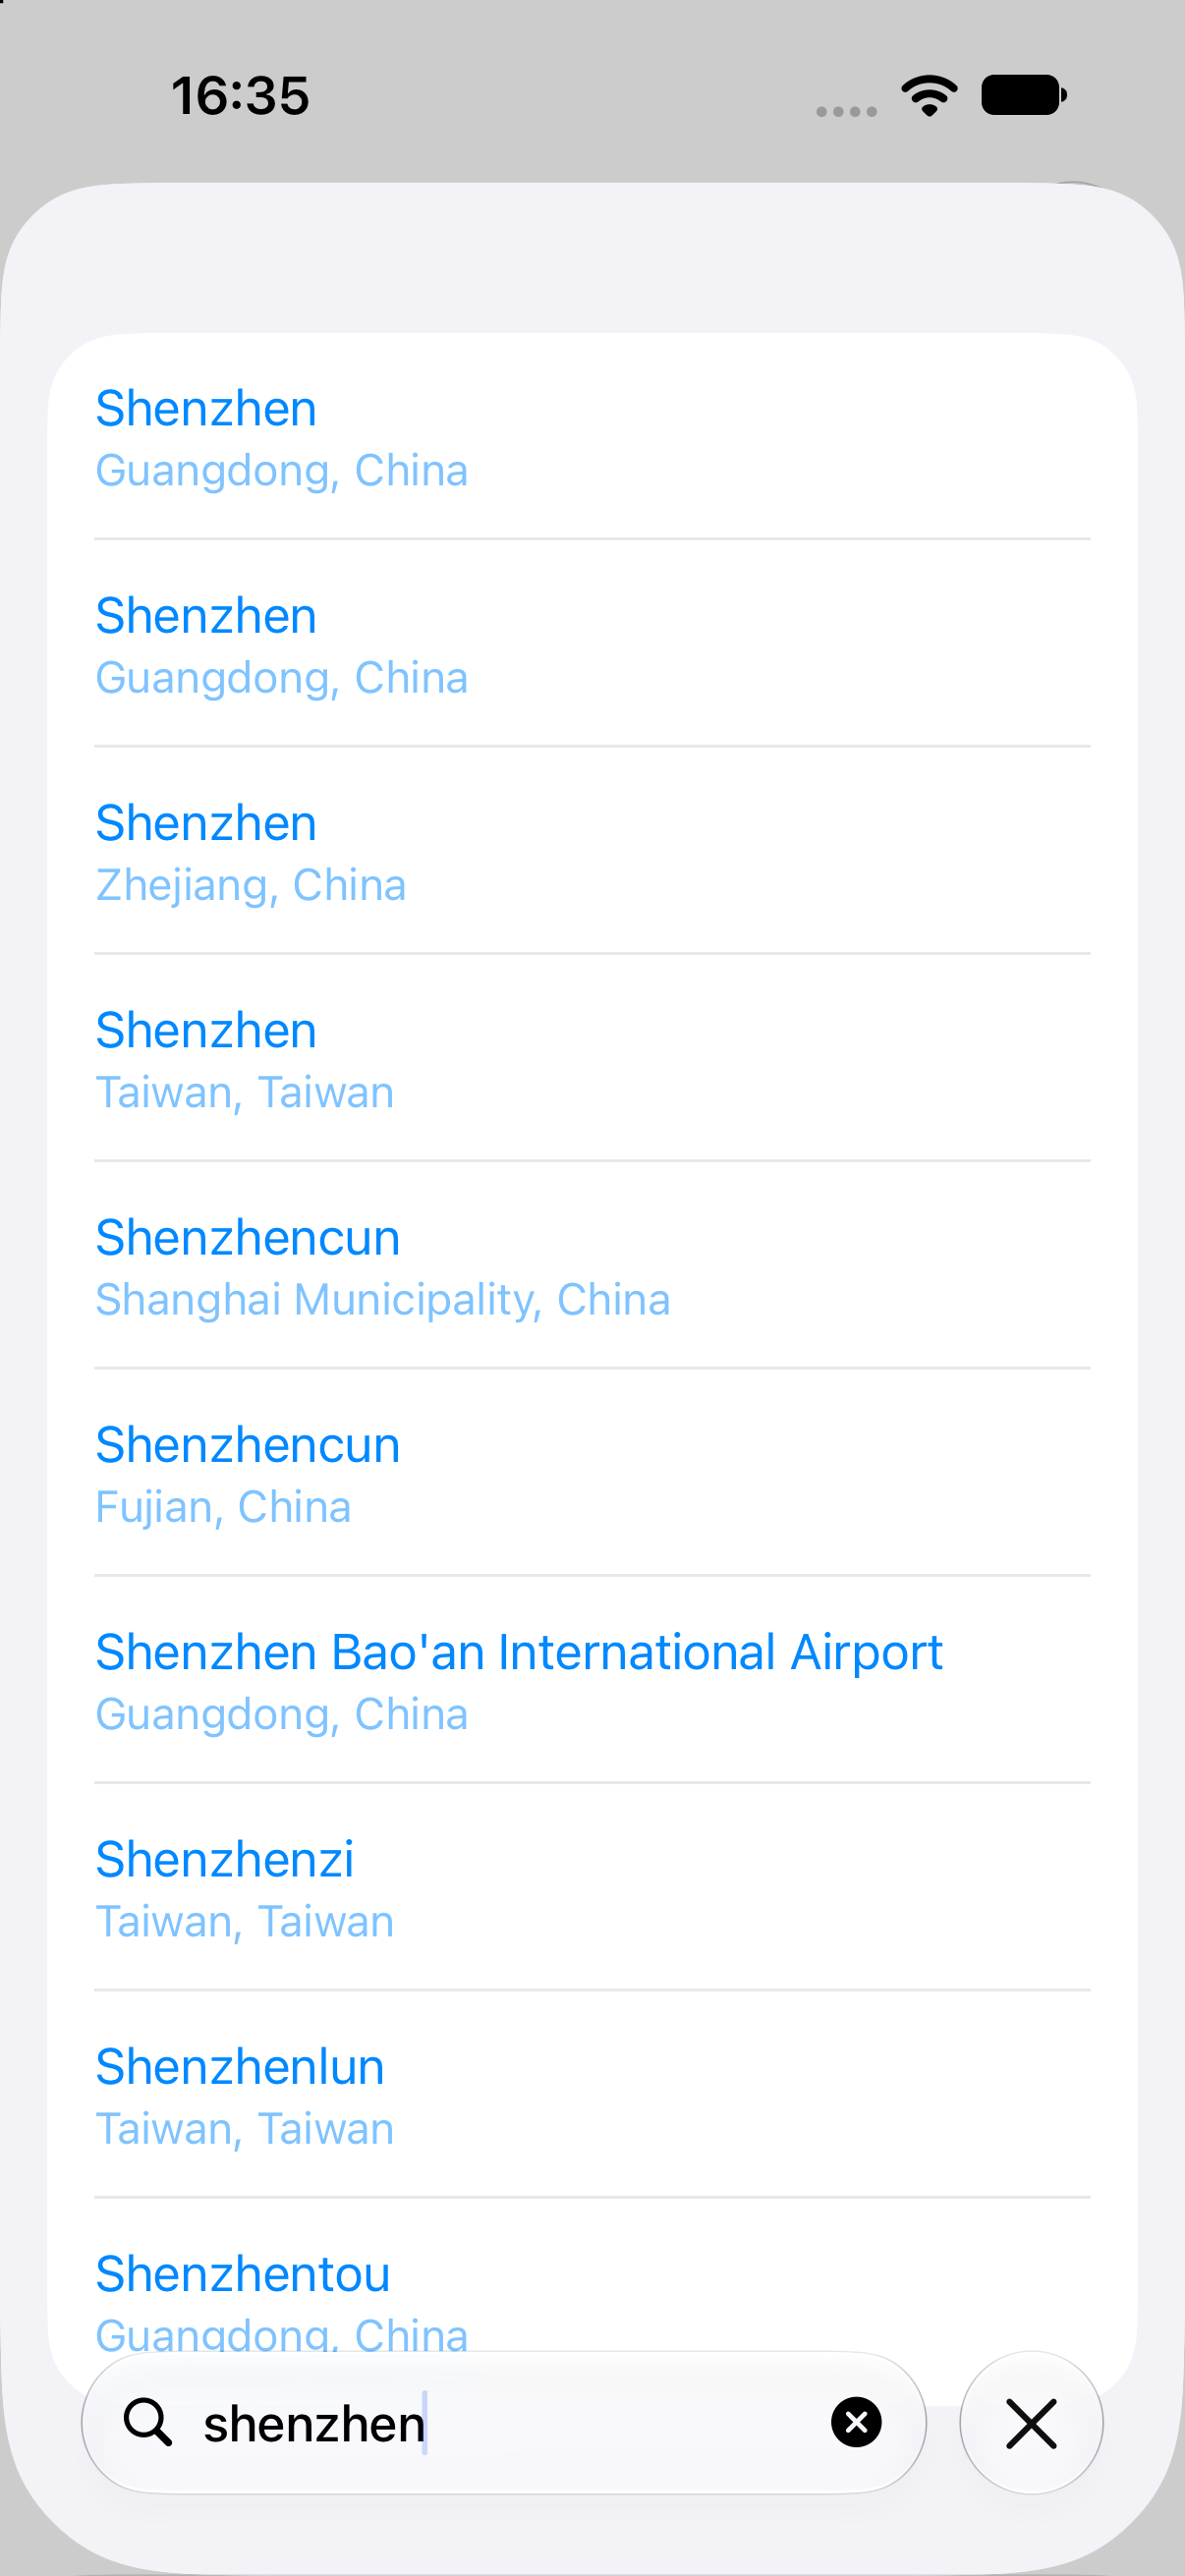 16:35
Shenzhen
Guangdong, China
Shenzhen
Guangdong, China
Shenzhen
Zhejiang, China
Shenzhen
Taiwan, Taiwan
Shenzhencun
Shanghai Municipality, China
Shenzhencun
Fujian, China
Shenzhen Bao'an International Airport
Guangdong, China
Shenzhenzi
Taiwan, Taiwan
Shenzhenlun
Taiwan, Taiwan
Shenzhentou
Guangdong, China
shenzhen